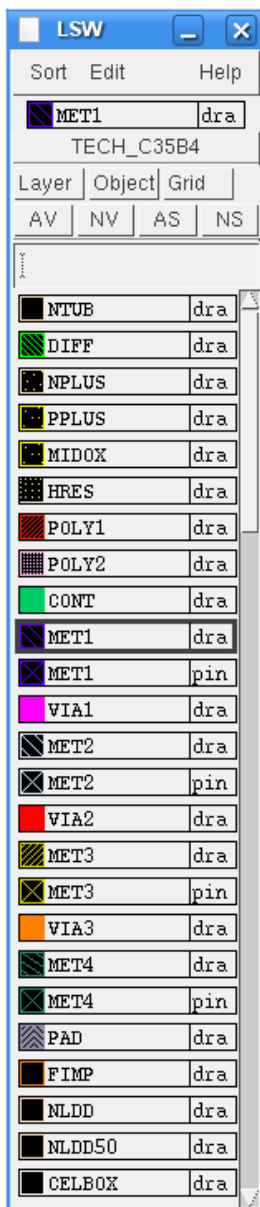 LSW
Sort Edit Help
MET1 dra
TECH_C35B4
Layer Object Grid
AV NV AS NS
NTUB dra
DIFF dra
NPLUS dra
PPLUS dra
MIDOX dra
HRES dra
POLY1 dra
POLY2 dra
CONT dra
MET1 dra
MET1 pin
VIA1 dra
MET2 dra
MET2 pin
VIA2 dra
MET3 dra
MET3 pin
VIA3 dra
MET4 dra
MET4 pin
PAD dra
FIMP dra
NLDD dra
NLDD50 dra
CELBOX dra